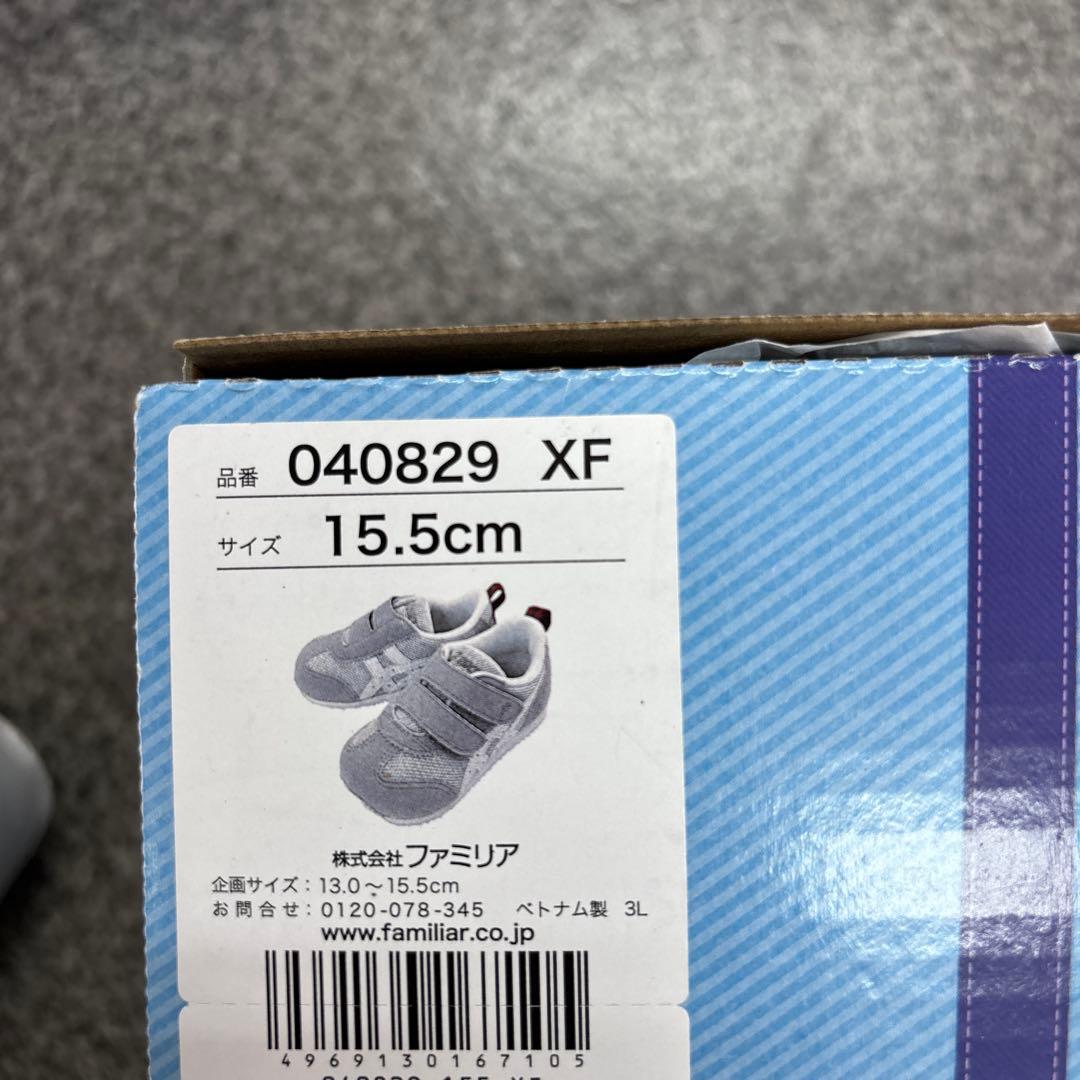 品番 040829 XF
サイズ 15.5cm
株式会社ファミリア
企画サイズ：13.0～15.5cm
お問合せ：0120-078-345 ベトナム製 3L
www.familiar.co.jp
4969130167105